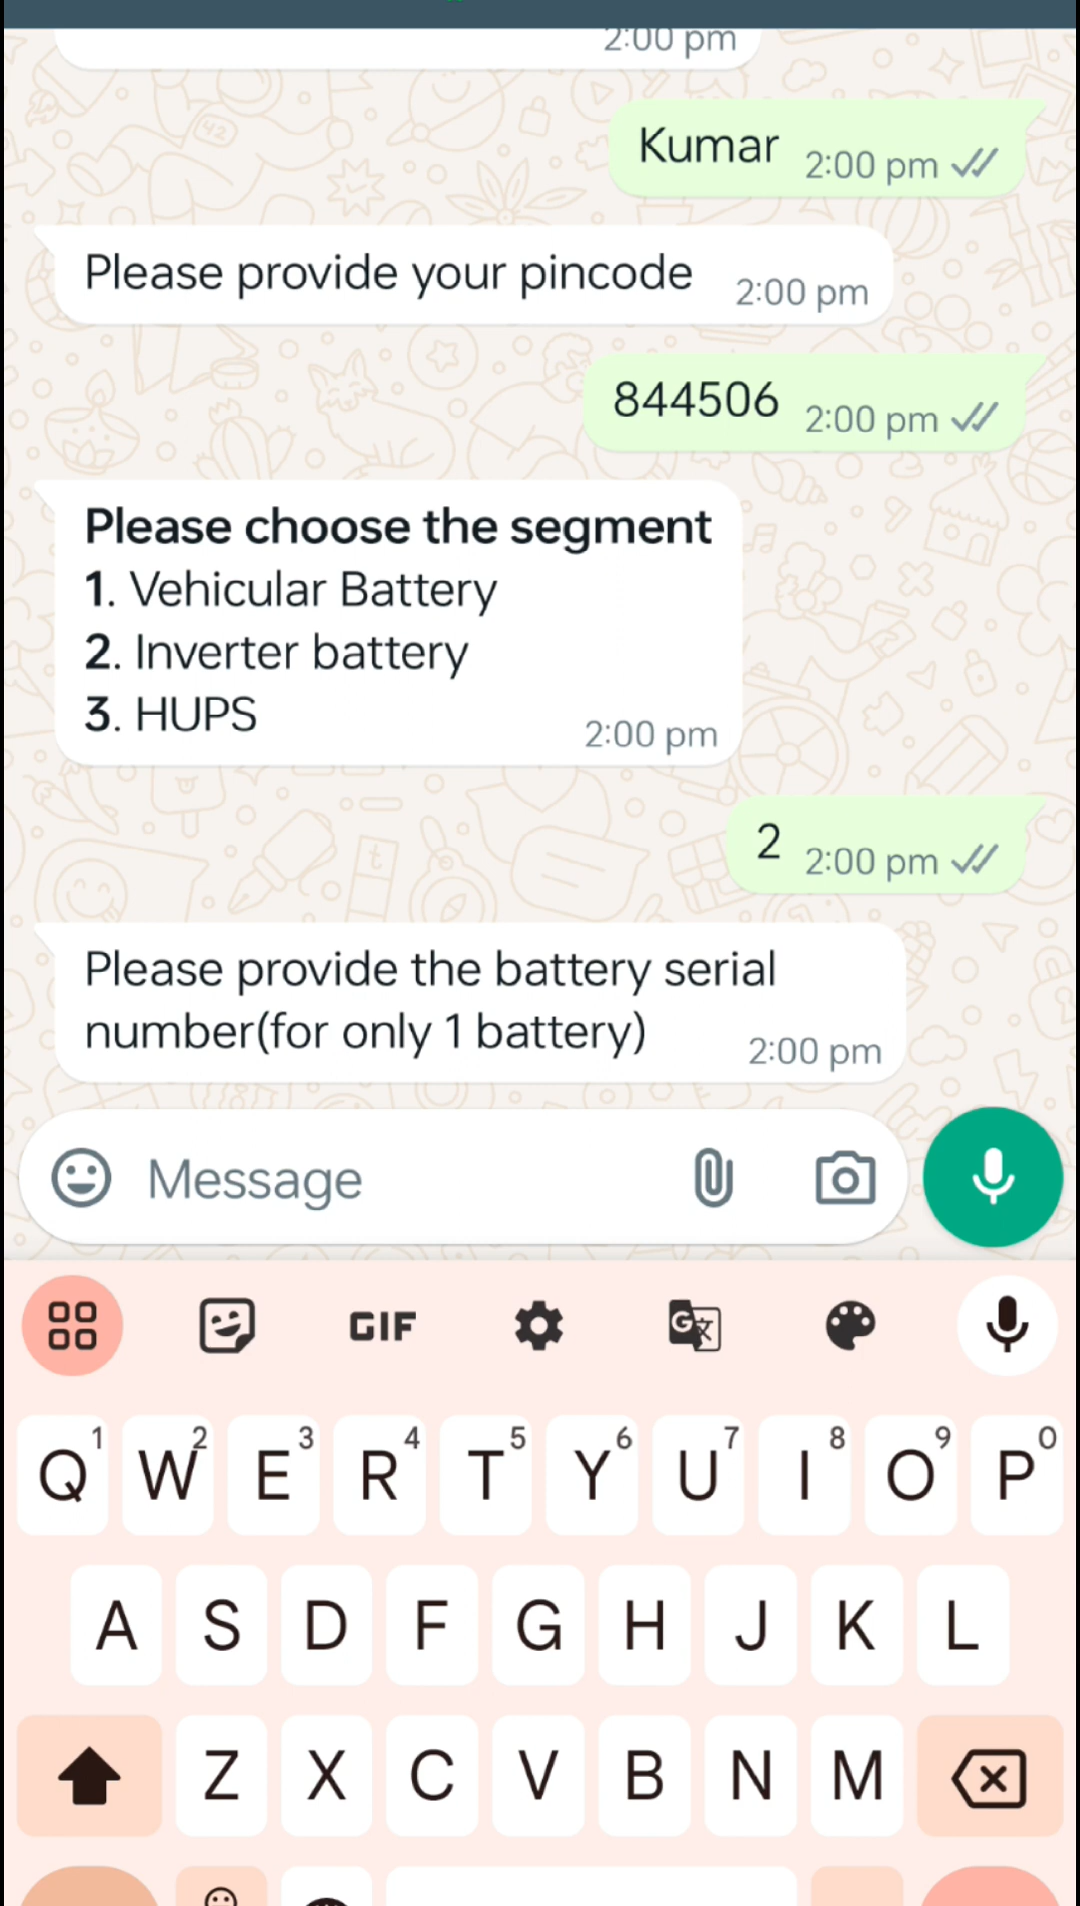 2:00 pm
Kumar 2:00 pm
Please provide your pincode 2:00 pm
844506 2:00 pm
Please choose the segment
1. Vehicular Battery
2. Inverter battery
3. HUPS
2:00 pm
2 2:00 pm
Please provide the battery serial
number(for only 1 battery) 2:00 pm
Message
GIF
1 2 3 4 5 6 7 8 9 0
Q W E R T Y U I O P
A S D F G H J K L
Z X C V B N M